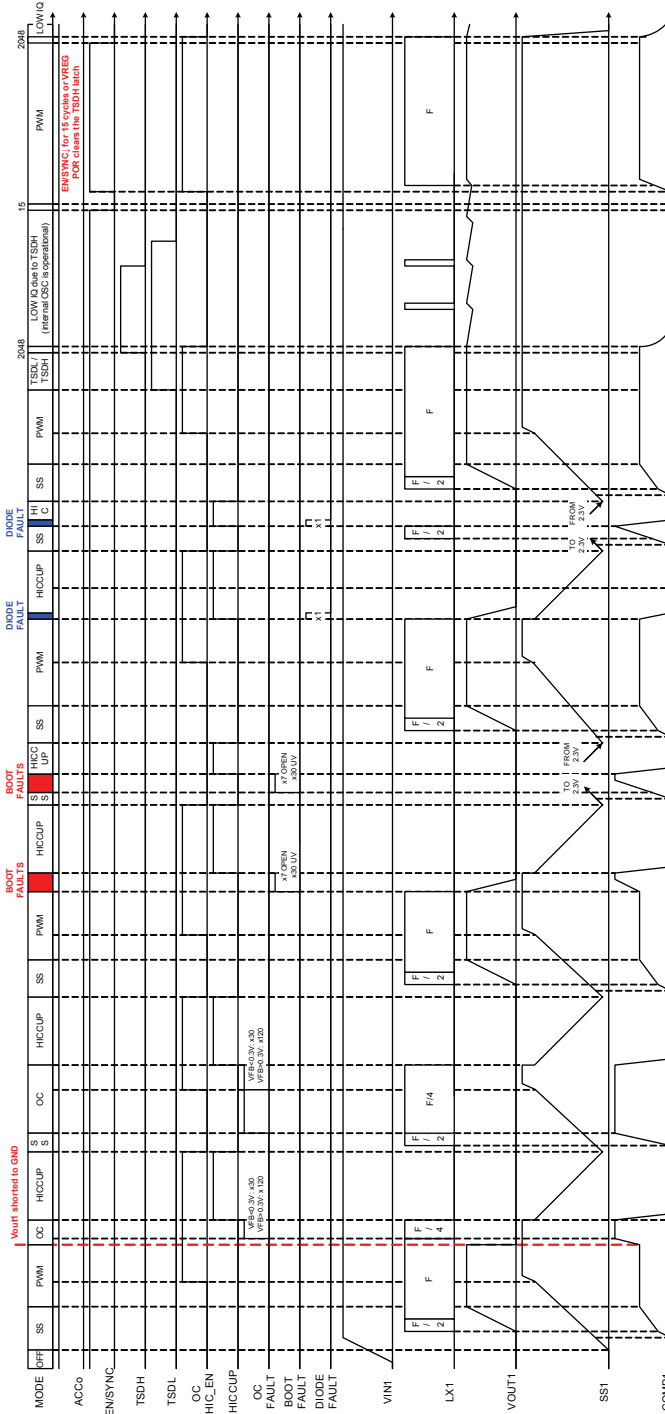 Vout1 shorted to GND
BOOT
FAULTS
BOOT
FAULTS
DIODE
FAULT
DIODE
FAULT
2048
15
2048
MODE
OFF
SS
PWM
OC
HICCUP
S
S
OC
HICCUP
SS
PWM
HICCUP
S
S
HICC
UP
SS
PWM
HICCUP
SS
HI
C
SS
PWM
TSDL /
TSDH
LOW IQ due to TSDH
(internal OSC is operational)
PWM
LOW IQ
EN/SYNC↓ for 15 cycles or VREG
POR clears the TSDH latch
ACCo
EN/SYNC
TSDH
TSDL
OC
HIC_EN
HICCUP
VFB<0.3V: x30
VFB>0.3V: x120
VFB<0.3V: x30
VFB>0.3V: x120
OC
FAULT
BOOT
FAULT
x7 OPEN
x30 UV
x7 OPEN
x30 UV
DIODE
FAULT
x1
x1
VIN1
LX1
F / 2
F
F / 4
F / 2
F/4
F / 2
F
F / 2
F
F / 2
F / 2
F
F
VOUT1
SS1
TO
2.3V
FROM
2.3V
TO
2.3V
FROM
2.3V